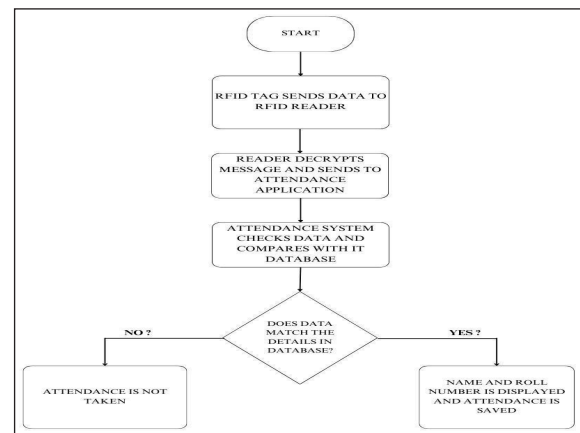 START
RFID TAG SENDS DATA TO
RFID READER
READER DECRYPTS
MESSAGE AND SENDS TO
ATTENDANCE
APPLICATION
ATTENDANCE SYSTEM
CHECKS DATA AND
COMPARES WITH IT
DATABASE
DOES DATA
MATCH THE
DETAILS IN
DATABASE?
NO ?
YES ?
ATTENDANCE IS NOT
TAKEN
NAME AND ROLL
NUMBER IS DISPLAYED
AND ATTENDANCE IS
SAVED